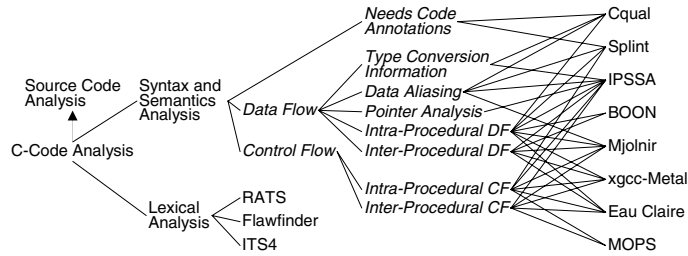 Needs Code
Annotations
Cqual
Splint
Type Conversion
Information
Source Code
Analysis
Syntax and
Semantics
Analysis
IPSSA
Data Aliasing
Data Flow
Pointer Analysis
BOON
Intra-Procedural DF
C-Code Analysis
Control Flow
Inter-Procedural DF
Mjolnir
xgcc-Metal
Intra-Procedural CF
RATS
Lexical
Analysis
Inter-Procedural CF
Eau Claire
Flawfinder
ITS4
MOPS